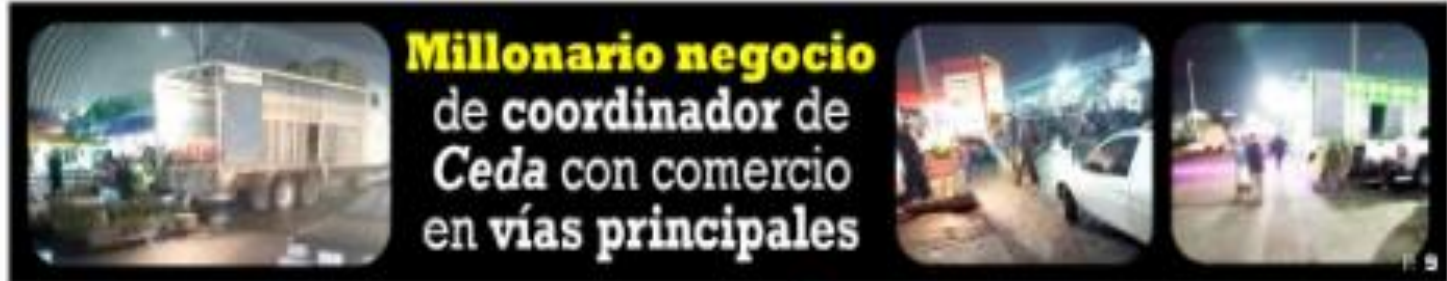 Millonario negocio
de coordinador de
Ceda con comercio
en vías principales
P. 9